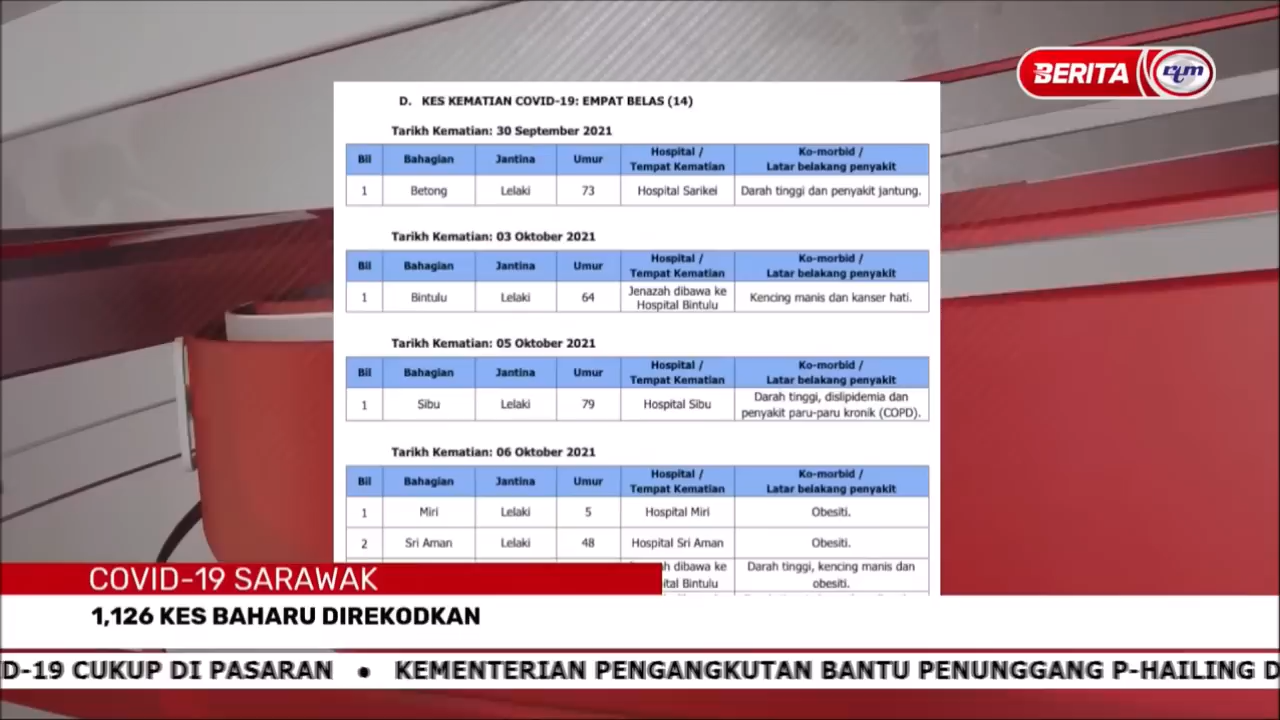 BERITA rtm
D. KES KEMATIAN COVID-19: EMPAT BELAS (14)
Tarikh Kematian: 30 September 2021
Bil Bahagian Jantina Umur Hospital / Tempat Kematian Ko-morbid / Latar belakang penyakit
1 Betong Lelaki 73 Hospital Sarikei Darah tinggi dan penyakit jantung.
Tarikh Kematian: 03 Oktober 2021
Bil Bahagian Jantina Umur Hospital / Tempat Kematian Ko-morbid / Latar belakang penyakit
1 Bintulu Lelaki 64 Jenazah dibawa ke Hospital Bintulu Kencing manis dan kanser hati.
Tarikh Kematian: 05 Oktober 2021
Bil Bahagian Jantina Umur Hospital / Tempat Kematian Ko-morbid / Latar belakang penyakit
1 Sibu Lelaki 79 Hospital Sibu Darah tinggi, dislipidemia dan penyakit paru-paru kronik (COPD).
Tarikh Kematian: 06 Oktober 2021
Bil Bahagian Jantina Umur Hospital / Tempat Kematian Ko-morbid / Latar belakang penyakit
1 Miri Lelaki 5 Hospital Miri Obesiti.
2 Sri Aman Lelaki 48 Hospital Sri Aman Obesiti.
dibawa ke Bintulu Darah tinggi, kencing manis dan obesiti.
COVID-19 SARAWAK
1,126 KES BAHARU DIREKODKAN
D-19 CUKUP DI PASARAN • KEMENTERIAN PENGANGKUTAN BANTU PENUNGGANG P-HAILING D